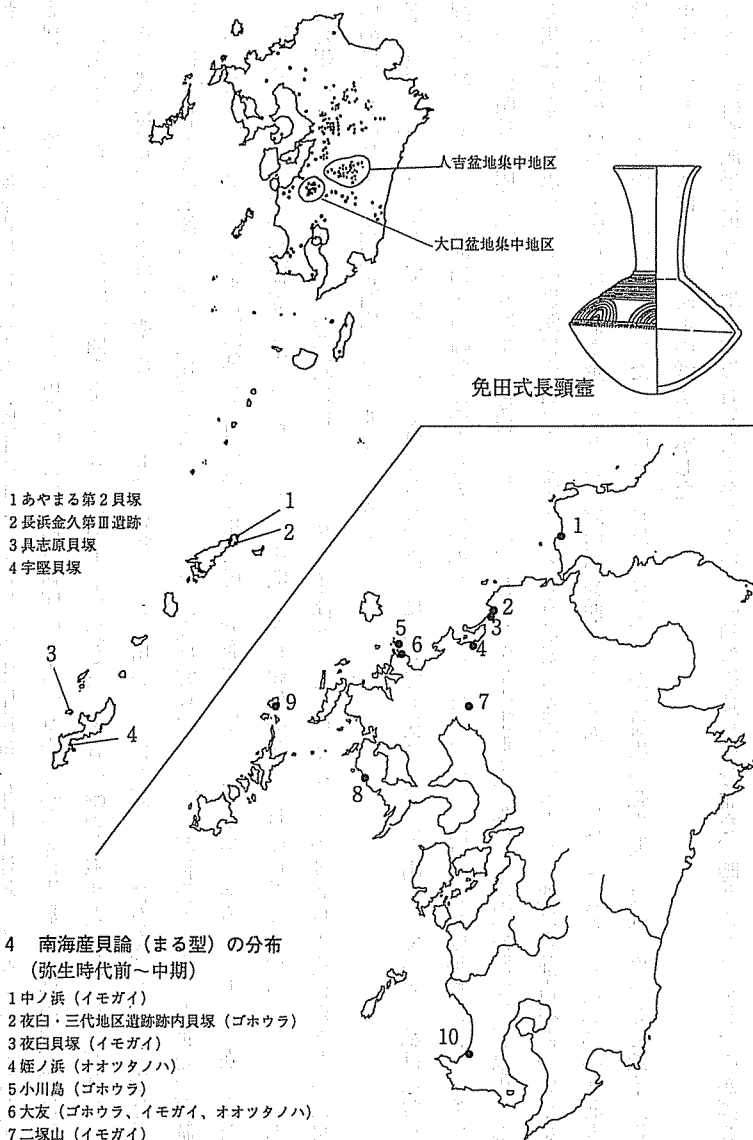 人吉盆地集中地区
大口盆地集中地区
免田式長頸壺
1あやまる第2貝塚
2長浜金久第Ⅲ遺跡
3具志原貝塚
4宇堅貝塚
1
2
3
4
1
2
3
4
5
6
7
8
9
10
4 南海産貝論(まる型)の分布
(弥生時代前~中期)
1中ノ浜(イモガイ)
2夜臼・三代地区遺跡跡内貝塚(ゴホウラ)
3夜臼貝塚(イモガイ)
4姪ノ浜(オオツタノハ)
5小川島(ゴホウラ)
6大友(ゴホウラ、イモガイ、オオツタノハ)
7二塚山(イモガイ)